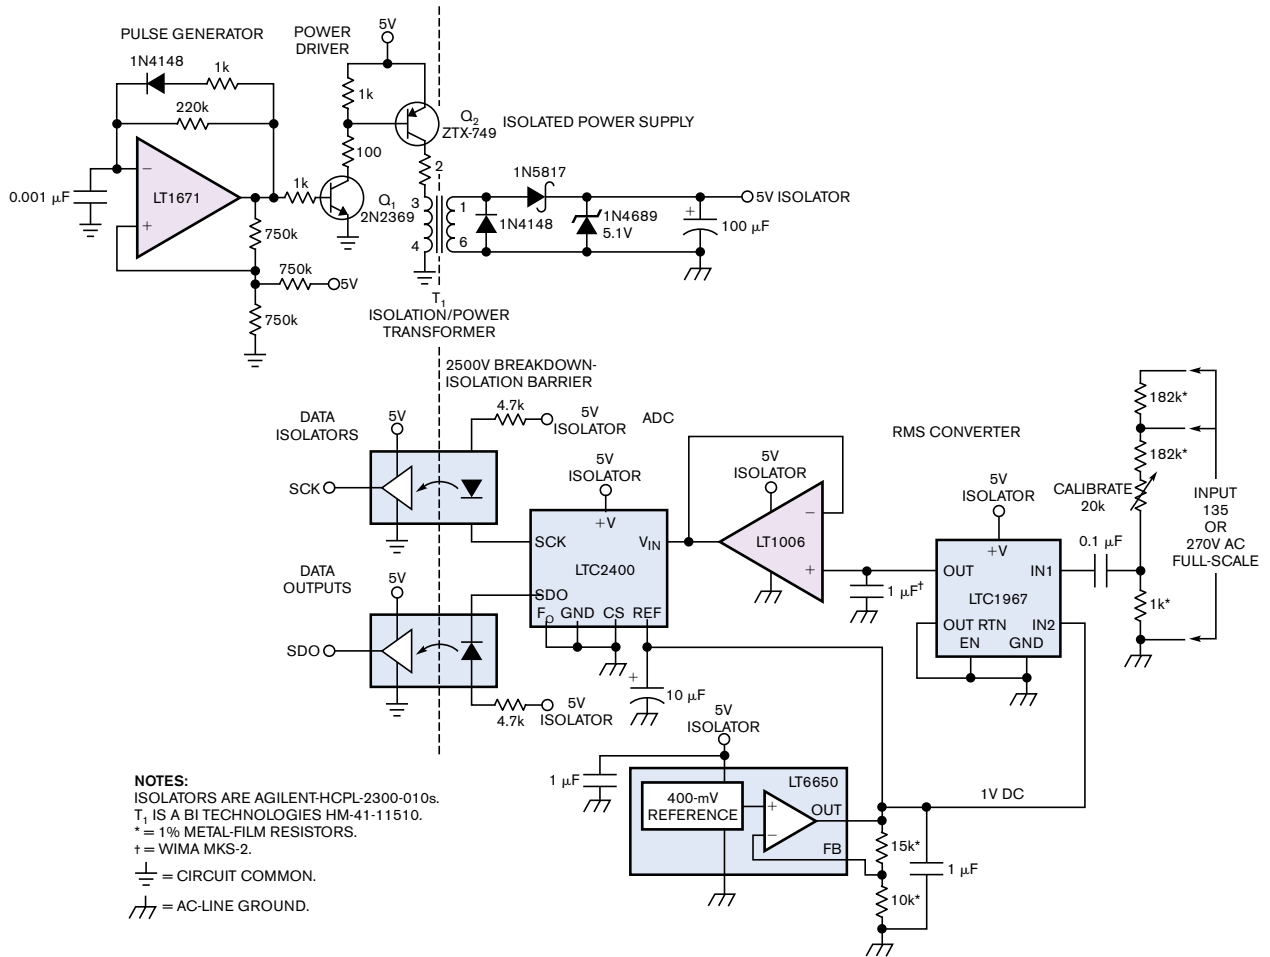 PULSE GENERATOR
1N4148
1k
220k
0.001 µF
−
+
LT1671
1k
750k
750k
5V
750k
POWER
DRIVER
5V
1k
100
Q1
2N2369
Q2
ZTX-749
2
3
4
1
6
T1
ISOLATION/POWER
TRANSFORMER
ISOLATED POWER SUPPLY
1N5817
1N4148
1N4689
5.1V
+
100 µF
5V ISOLATOR
2500V BREAKDOWN-
ISOLATION BARRIER
DATA
ISOLATORS
5V
SCK
4.7k
5V
ISOLATOR
DATA
OUTPUTS
5V
SDO
4.7k
5V
ISOLATOR
ADC
5V
ISOLATOR
+V
SCK
VIN
LTC2400
SDO
FO GND CS REF
+
10 µF
5V
ISOLATOR
−
LT1006
+
1 µF†
RMS CONVERTER
5V
ISOLATOR
+V
OUT
IN1
LTC1967
OUT RTN
IN2
EN
GND
0.1 µF
CALIBRATE
20k
182k*
182k*
1k*
INPUT
135
OR
270V AC
FULL-SCALE
5V
ISOLATOR
1 µF
LT6650
400-mV
REFERENCE
+
−
OUT
FB
1V DC
15k*
10k*
1 µF
NOTES:
ISOLATORS ARE AGILENT-HCPL-2300-010s.
T1 IS A BI TECHNOLOGIES HM-41-11510.
* = 1% METAL-FILM RESISTORS.
† = WIMA MKS-2.
= CIRCUIT COMMON.
= AC-LINE GROUND.